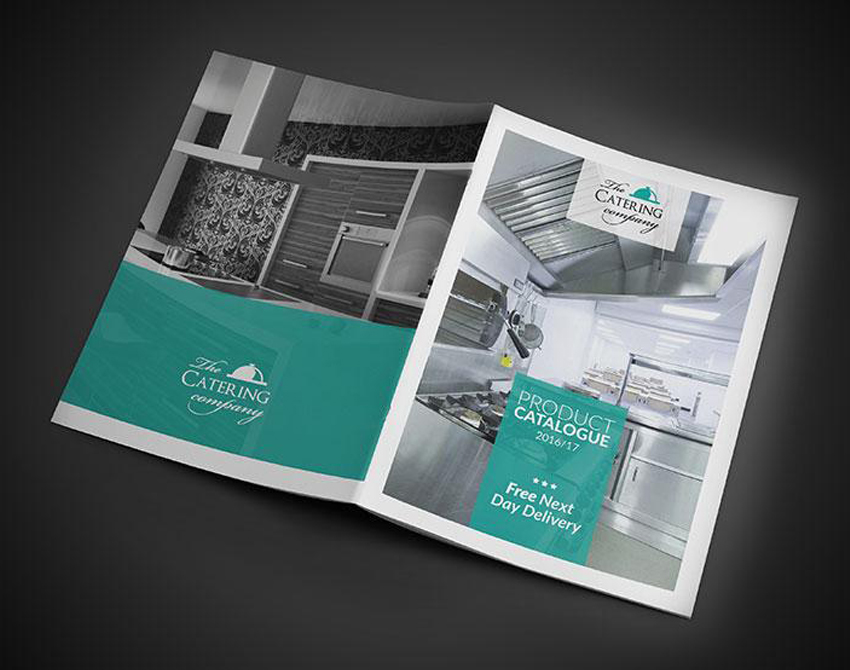 The
CATERING
company
The
CATERING
company
PRODUCT
CATALOGUE
2016/17
Free Next
Day Delivery